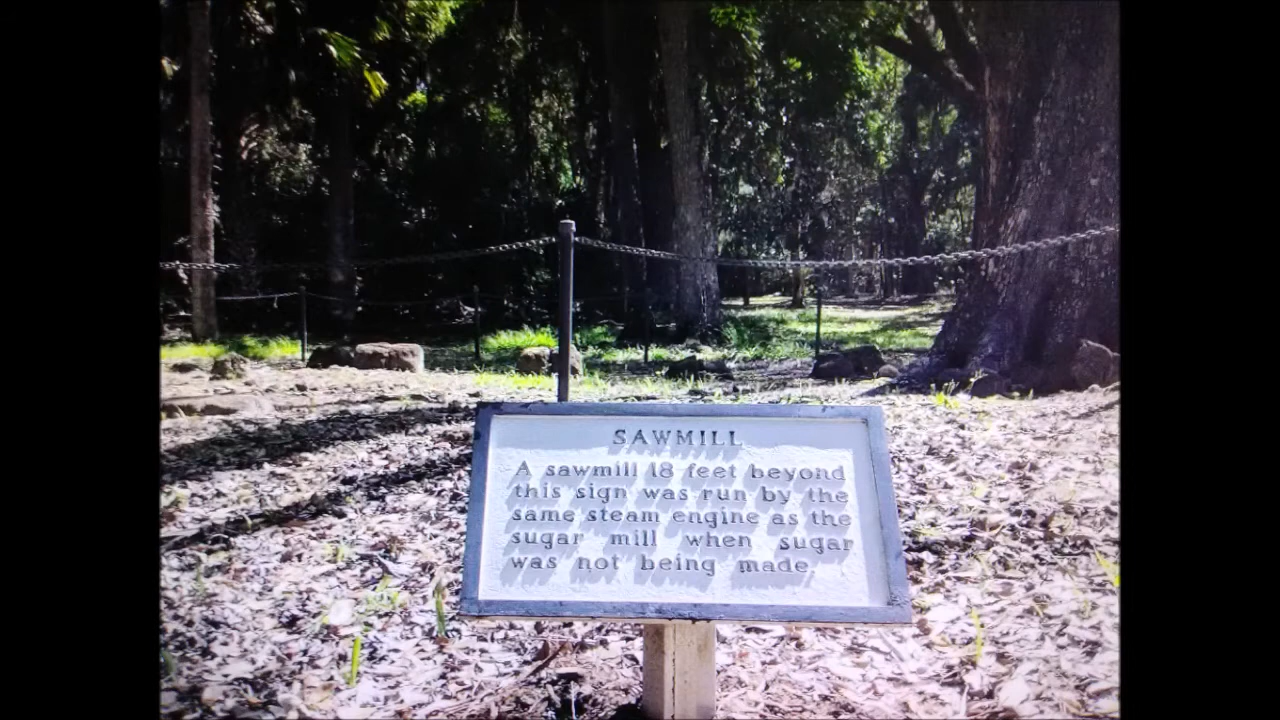 SAWMILL
A sawmill 18 feet beyond
this sign was run by the
same steam engine as the
sugar mill when sugar
was not being made.